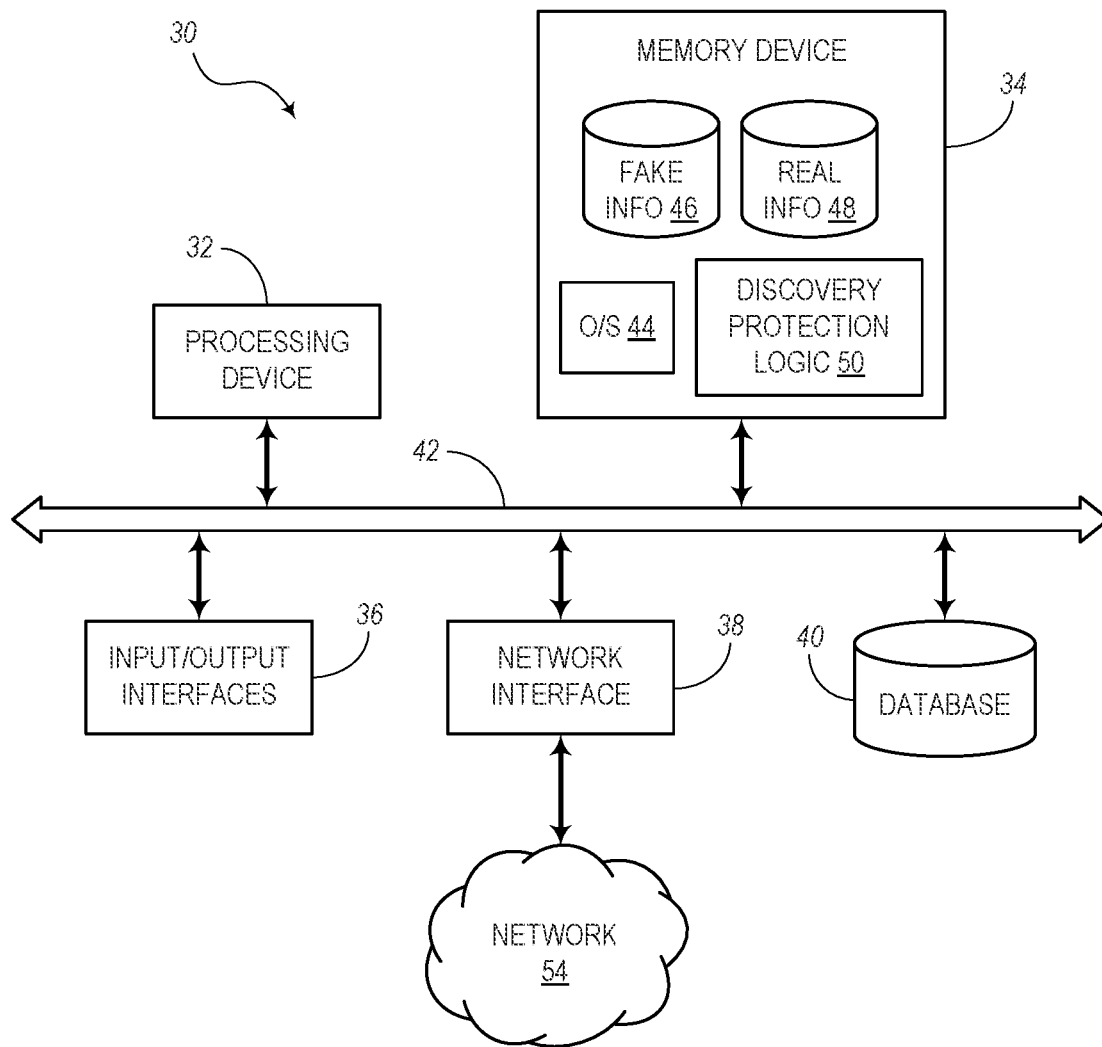 30
MEMORY DEVICE
34
FAKE
INFO 46
REAL
INFO 48
32
PROCESSING
DEVICE
O/S 44
DISCOVERY
PROTECTION
LOGIC 50
42
36
INPUT/OUTPUT
INTERFACES
38
NETWORK
INTERFACE
40
DATABASE
NETWORK
54